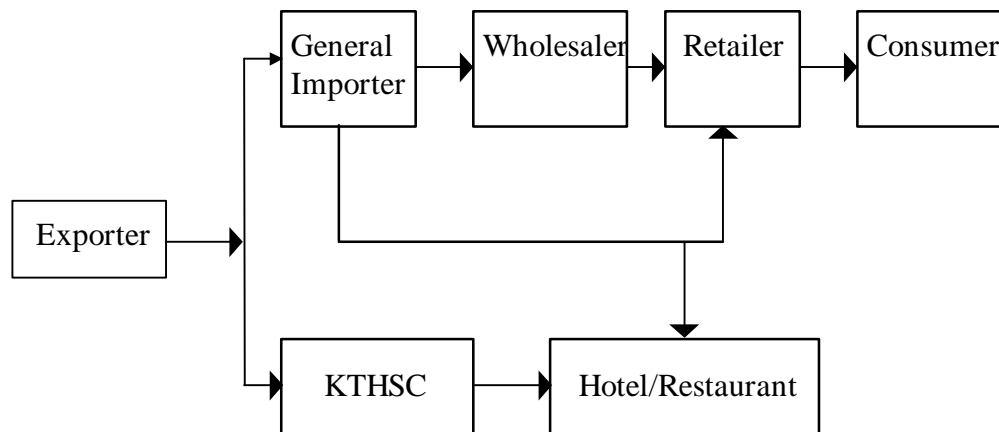 General
Importer
Wholesaler
Retailer
Consumer
Exporter
KTHSC
Hotel/Restaurant